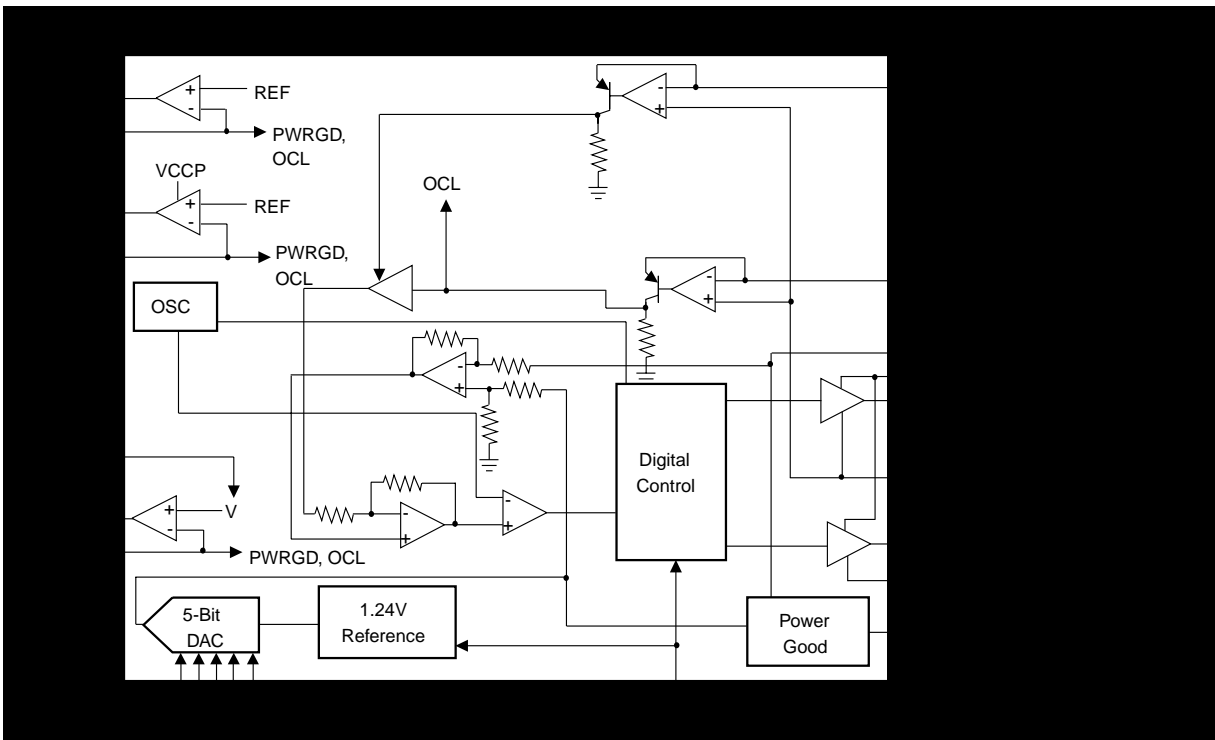 REF
PWRGD,
OCL
VCCP
REF
PWRGD,
OCL
OCL
OSC
Digital
Control
V
PWRGD, OCL
5-Bit
DAC
1.24V
Reference
Power
Good
+
-
+
-
-
+
-
+
-
+
+
-
-
+
-
+